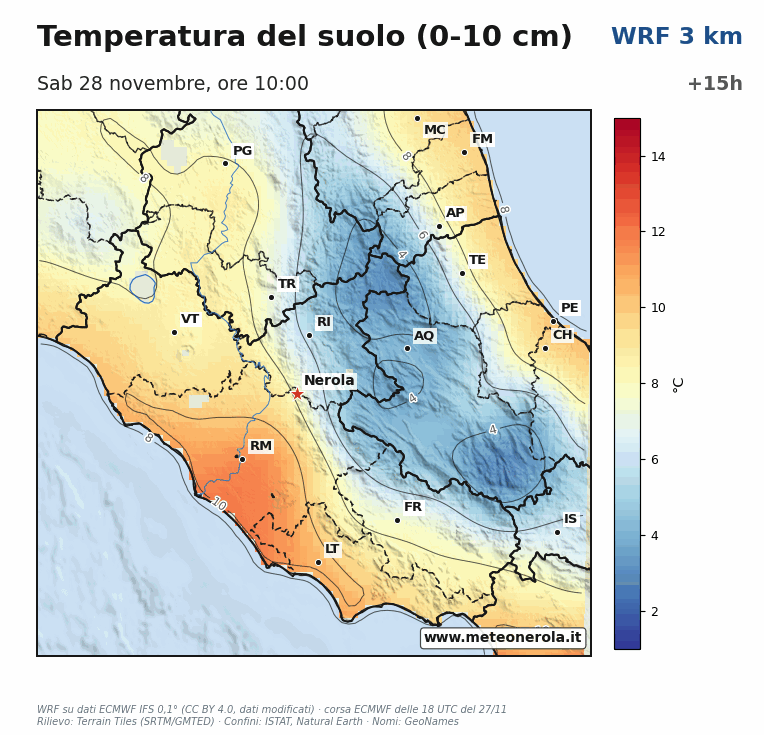 Temperatura del suolo (0-10 cm)
WRF 3 km
Sab 28 novembre, ore 10:00
+15h
MC
FM
PG
8
8
AP
8
6
4
TE
TR
PE
VT
RI
AQ
CH
°C
Nerola
4
8
RM
4
10
FR
IS
LT
www.meteonerola.it
14
12
10
8
6
4
2
WRF su dati ECMWF IFS 0,1° (CC BY 4.0, dati modificati) · corsa ECMWF delle 18 UTC del 27/11
Rilievo: Terrain Tiles (SRTM/GMTED) · Confini: ISTAT, Natural Earth · Nomi: GeoNames